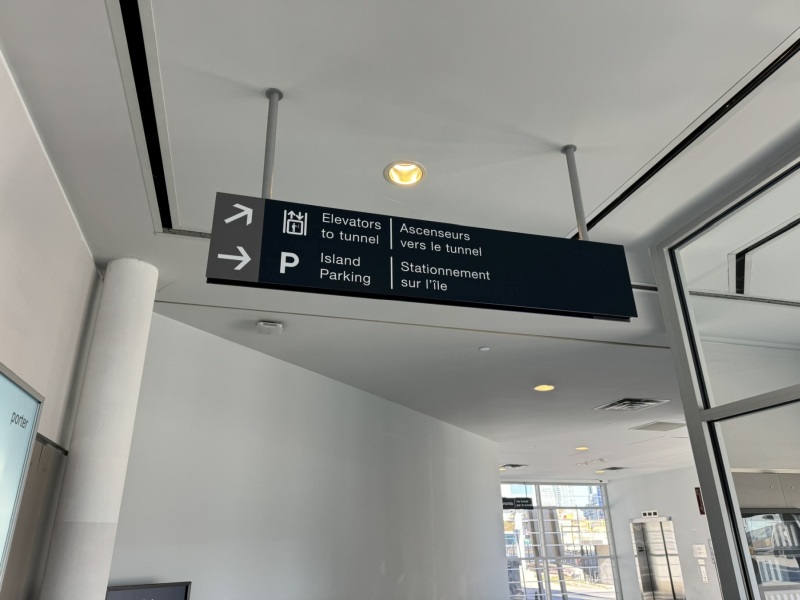 Elevators
to tunnel
Ascenseurs
vers le tunnel
P
Island
Parking
Stationnement
sur l'île
porter